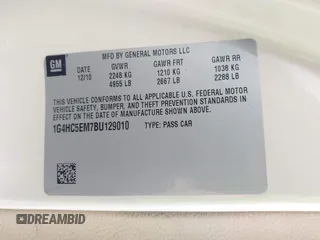 GM
MFD BY GENERAL MOTORS LLC
DATE GVWR GAWR FRT GAWR RR
12/10 2248 KG 1210 KG 1038 KG
4955 LB 2667 LB 2288 LB
THIS VEHICLE CONFORMS TO ALL APPLICABLE U.S. FEDERAL MOTOR
VEHICLE SAFETY, BUMPER, AND THEFT PREVENTION STANDARDS IN
EFFECT ON THE DATE OF MANUFACTURE SHOWN ABOVE.
1G4HC5EM7BU129010 TYPE: PASS CAR
DREAMBID